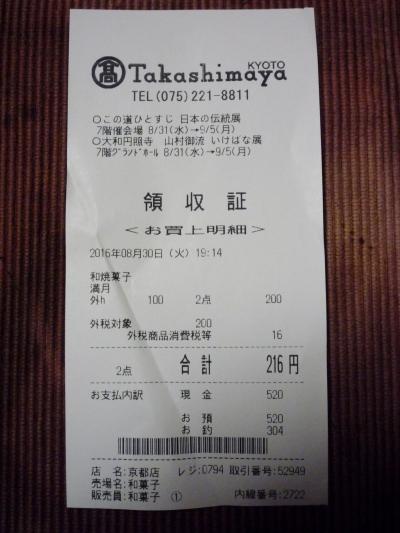 髙 Takashimaya
KYOTO
TEL (075) 221-8811
○この道ひとすじ 日本の伝統展
7階催会場 8/31(水)→9/5(月)
○大和円照寺 山村御流 いけばな展
7階グランドホール 8/31(水)→9/5(月)
領収証
<お買上明細>
2016年08月30日(火) 19:14
和焼菓子
満月
外h 100 2点 200
外税対象 200
外税商品消費税等 16
2点 合計 216円
お支払内訳 現金 520
お預 520
お釣 304
店 名:京都店 レジ:0794 取引番号:52949
売場名:和菓子
販売員:和菓子 ① 内線番号:2722